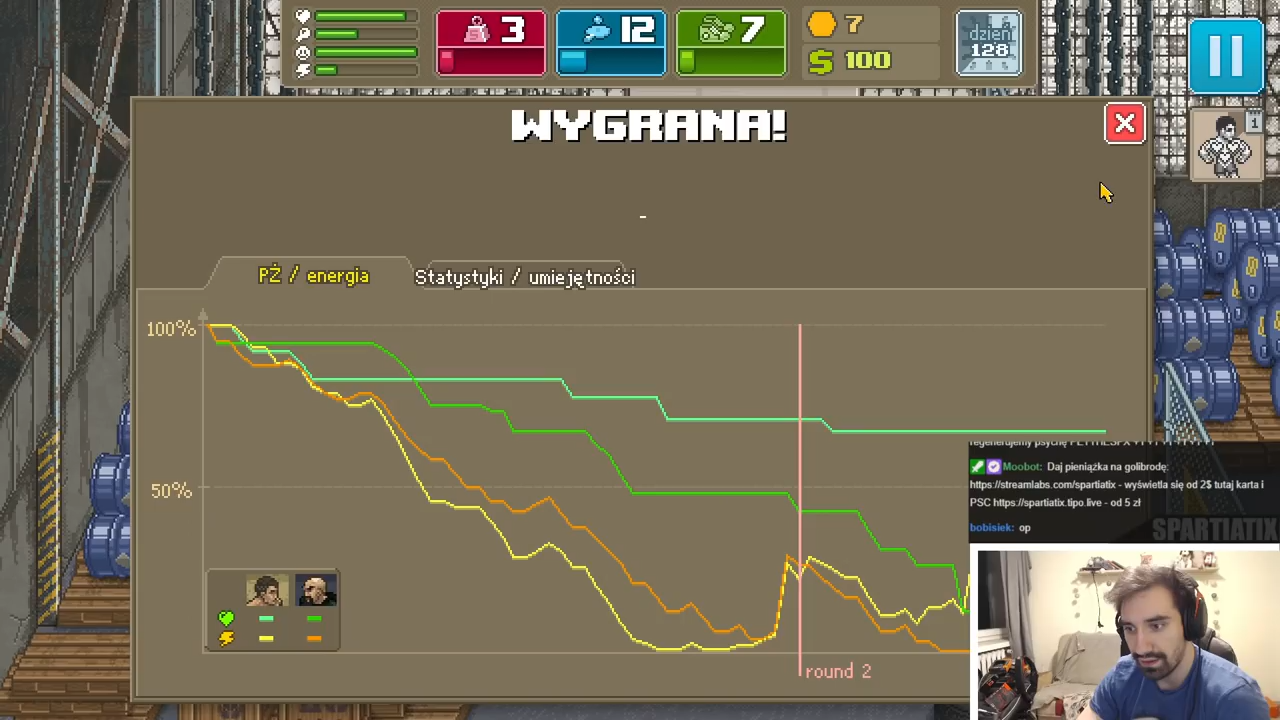 3
12
7
7
100
dzień
128
WYGRANA!
1
-
PŻ / energia
Statystyki / umiejętności
100%
50%
round 2
Moobot: Daj pieniążka na golibrodę:
https://streamlabs.com/spartiatix - wyświetla się od 2$ tutaj karta i
PSC https://spartiatix.tipo.live - od 5 zł
bobisiek: op
SPARTIATIX